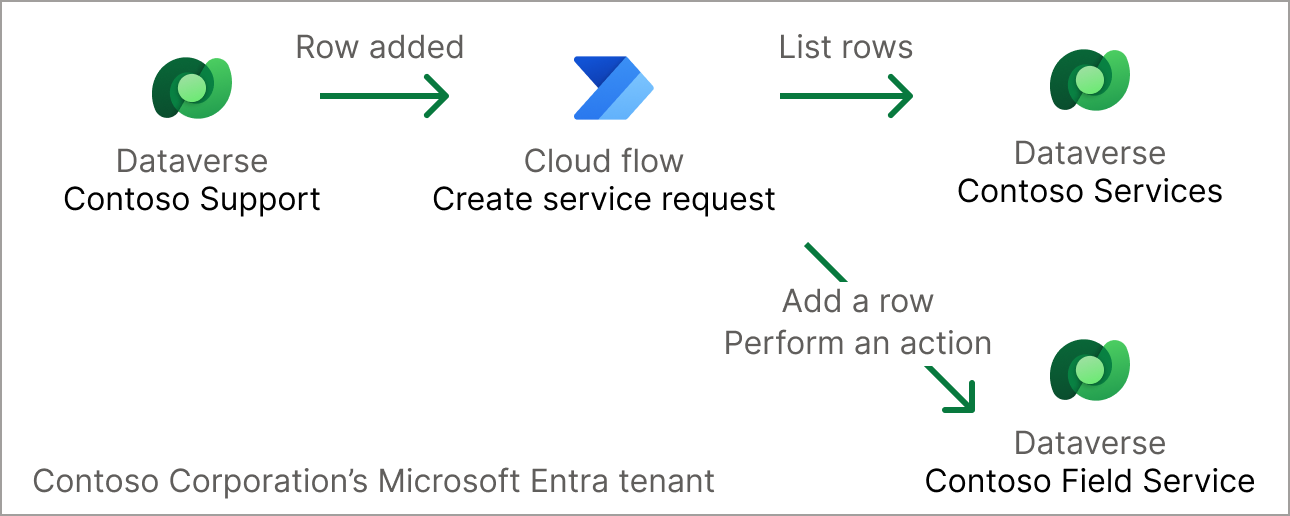 Row added
List rows
Dataverse
Contoso Support
Cloud flow
Create service request
Dataverse
Contoso Services
Add a row
Perform an action
Dataverse
Contoso Field Service
Contoso Corporation’s Microsoft Entra tenant